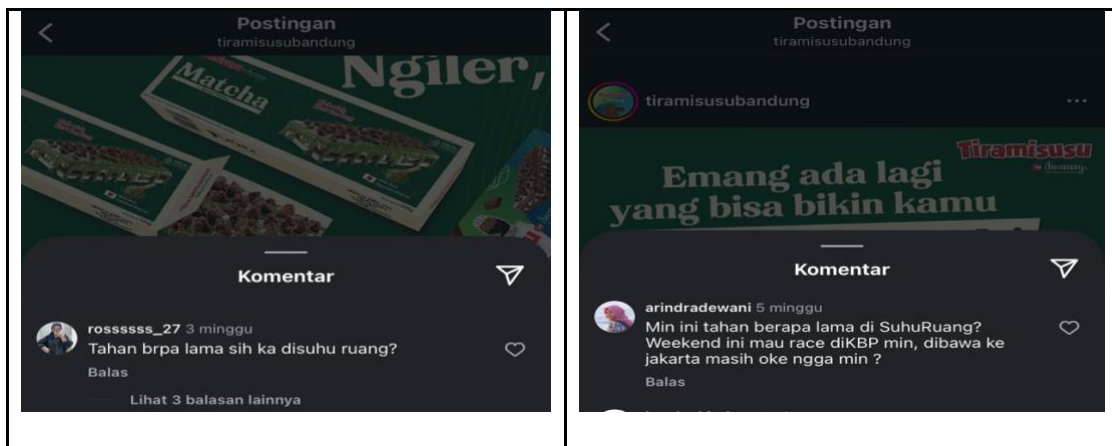 Postingan
tiramisusubandung
Ngiler,
Matcha
Komentar
rossssss_27 3 minggu
Tahan brpa lama sih ka disuhu ruang?
Balas
Lihat 3 balasan lainnya
Postingan
tiramisusubandung
tiramisusubandung
Tiramisusu
Emang ada lagi
yang bisa bikin kamu
Komentar
arindradewani 5 minggu
Min ini tahan berapa lama di SuhuRuang?
Weekend ini mau race diKBP min, dibawa ke
jakarta masih oke ngga min ?
Balas